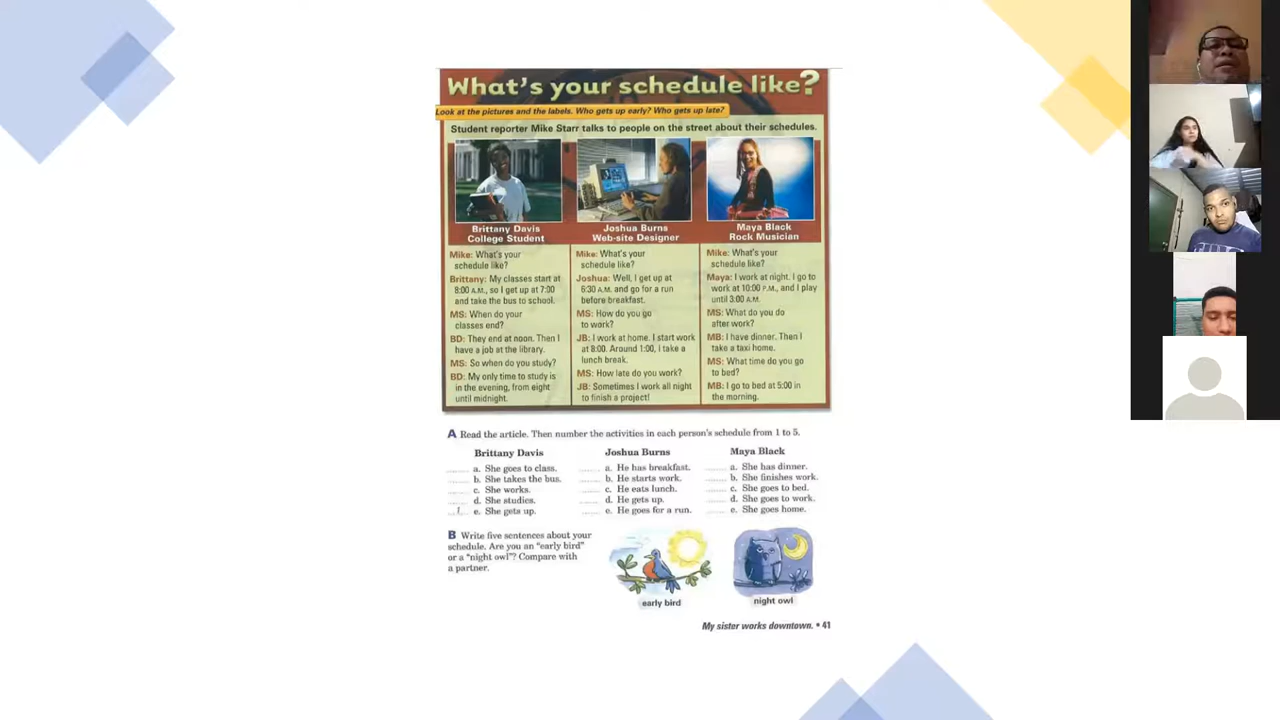 What's your schedule like?
Look at the pictures and the labels. Who gets up early? Who gets up late?
Student reporter Mike Starr talks to people on the street about their schedules.
Brittany Davis
College Student
Mike: What's your
schedule like?
Brittany: My classes start at
8:00 A.M., so I get up at 7:00
and take the bus to school.
MS: When do your
classes end?
BD: They end at noon. Then I
have a job at the library.
MS: So when do you study?
BD: My only time to study is
in the evening, from eight
until midnight.
Joshua Burns
Web-site Designer
Mike: What's your
schedule like?
Joshua: Well, I get up at
6:30 A.M. and go for a run
before breakfast.
MS: How do you go
to work?
JB: I work at home. I start work
at 8:00. Around 1:00, I take a
lunch break.
MS: How late do you work?
JB: Sometimes I work all night
to finish a project!
Maya Black
Rock Musician
Mike: What's your
schedule like?
Maya: I work at night. I go to
work at 10:00 P.M., and I play
until 3:00 A.M.
MS: What do you do
after work?
MB: I have dinner. Then I
take a taxi home.
MS: What time do you go
to bed?
MB: I go to bed at 5:00 in
the morning.
A Read the article. Then number the activities in each person's schedule from 1 to 5.
Brittany Davis
a. She goes to class.
b. She takes the bus.
c. She works.
d. She studies.
1 e. She gets up.
Joshua Burns
a. He has breakfast.
b. He starts work.
c. He eats lunch.
d. He gets up.
e. He goes for a run.
Maya Black
a. She has dinner.
b. She finishes work.
c. She goes to bed.
d. She goes to work.
e. She goes home.
B Write five sentences about your
schedule. Are you an "early bird"
or a "night owl"? Compare with
a partner.
early bird
night owl
My sister works downtown. • 41